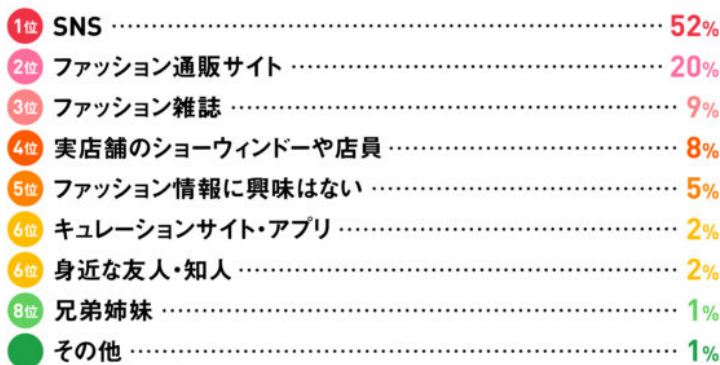 1位 SNS 52%
2位 ファッション通販サイト 20%
3位 ファッション雑誌 9%
4位 実店舗のショーウィンドーや店員 8%
5位 ファッション情報に興味はない 5%
6位 キュレーションサイト・アプリ 2%
6位 身近な友人・知人 2%
8位 兄弟姉妹 1%
その他 1%